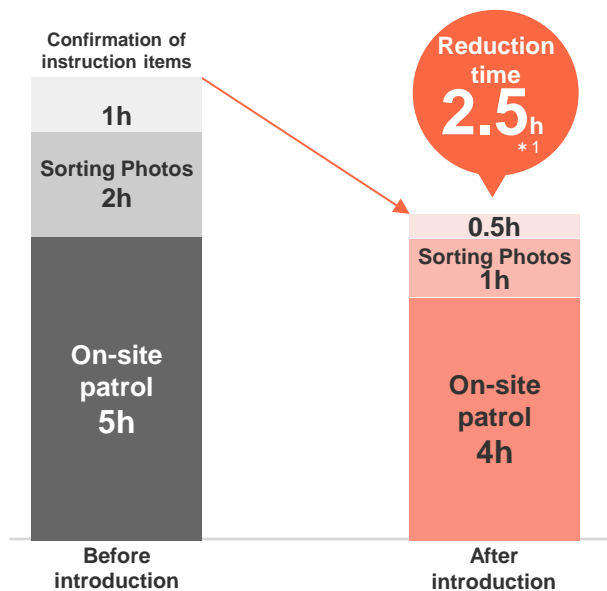 Confirmation of
instruction items
1h
Sorting Photos
2h
On-site
patrol
5h
Before
introduction
Reduction
time
2.5h
*1
0.5h
Sorting Photos
1h
On-site
patrol
4h
After
introduction